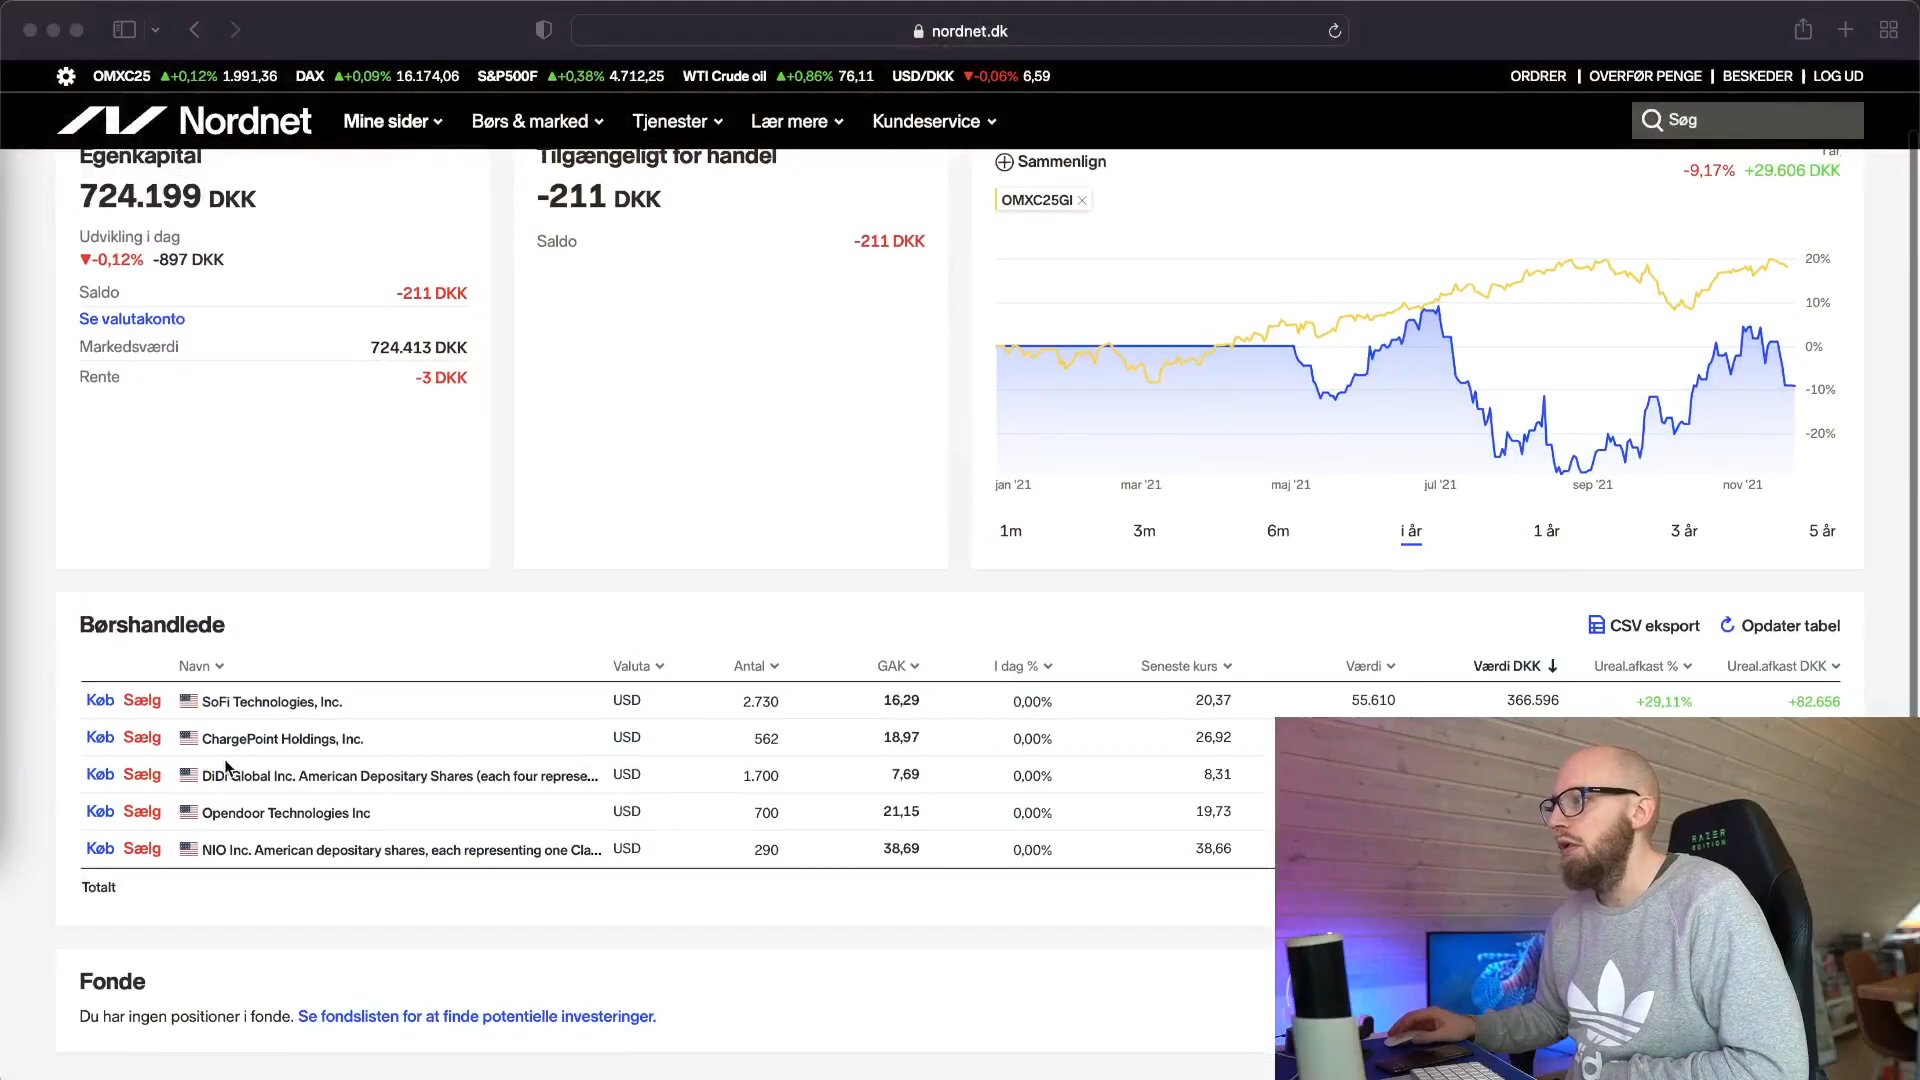 nordnet.dk
OMXC25 ▲+0,12% 1.991,36 DAX ▲+0,09% 16.174,06 S&P500F ▲+0,38% 4.712,25 WTI Crude oil ▲+0,86% 76,11 USD/DKK ▼-0,06% 6,59
ORDRER | OVERFØR PENGE | BESKEDER | LOG UD
Nordnet Mine sider Børs & marked Tjenester Lær mere Kundeservice
Søg
Egenkapital
724.199 DKK
Udvikling i dag
▼-0,12% -897 DKK
Saldo -211 DKK
Se valutakonto
Markedsværdi 724.413 DKK
Rente -3 DKK
Tilgængeligt for handel
-211 DKK
Saldo -211 DKK
Sammenlign
-9,17% +29.606 DKK
OMXC25GI
20%
10%
0%
-10%
-20%
jan '21 mar '21 maj '21 jul '21 sep '21 nov '21
1m 3m 6m i år 1 år 3 år 5 år
Børshandlede
CSV eksport Opdater tabel
Navn Valuta Antal GAK I dag % Seneste kurs Værdi Værdi DKK Ureal.afkast % Ureal.afkast DKK
Køb Sælg SoFi Technologies, Inc. USD 2.730 16,29 0,00% 20,37 55.610 366.596 +29,11% +82.656
Køb Sælg ChargePoint Holdings, Inc. USD 562 18,97 0,00% 26,92
Køb Sælg DiDi Global Inc. American Depositary Shares (each four represe... USD 1.700 7,69 0,00% 8,31
Køb Sælg Opendoor Technologies Inc USD 700 21,15 0,00% 19,73
Køb Sælg NIO Inc. American depositary shares, each representing one Cla... USD 290 38,69 0,00% 38,66
Totalt
Fonde
Du har ingen positioner i fonde. Se fondslisten for at finde potentielle investeringer.
RAZER
EDITION